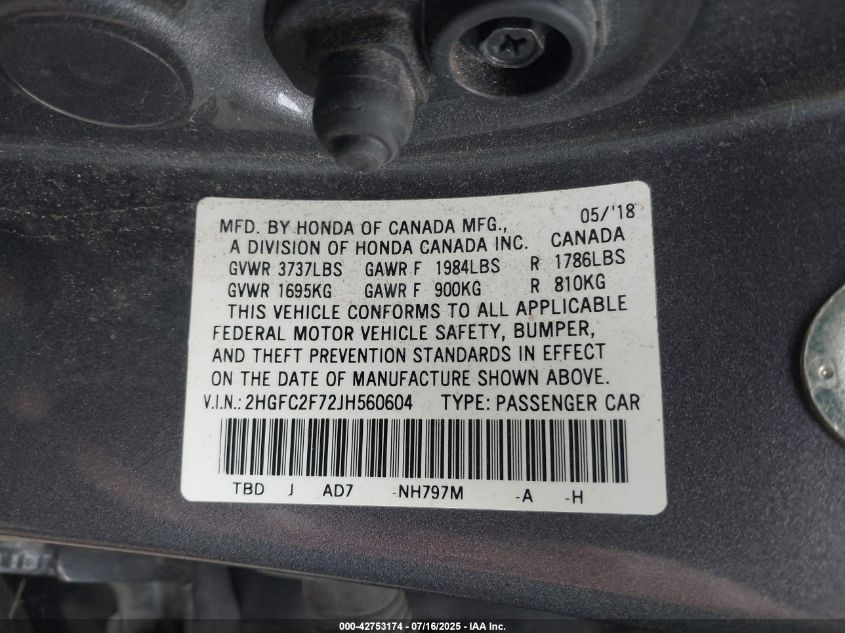 MFD. BY HONDA OF CANADA MFG., 05/'18
A DIVISION OF HONDA CANADA INC. CANADA
GVWR 3737LBS GAWR F 1984LBS R 1786LBS
GVWR 1695KG GAWR F 900KG R 810KG
THIS VEHICLE CONFORMS TO ALL APPLICABLE
FEDERAL MOTOR VEHICLE SAFETY, BUMPER,
AND THEFT PREVENTION STANDARDS IN EFFECT
ON THE DATE OF MANUFACTURE SHOWN ABOVE.
V.I.N.: 2HGFC2F72JH560604 TYPE: PASSENGER CAR
TBD J AD7 -NH797M -A -H
000-42753174 - 07/16/2025 - IAA Inc.